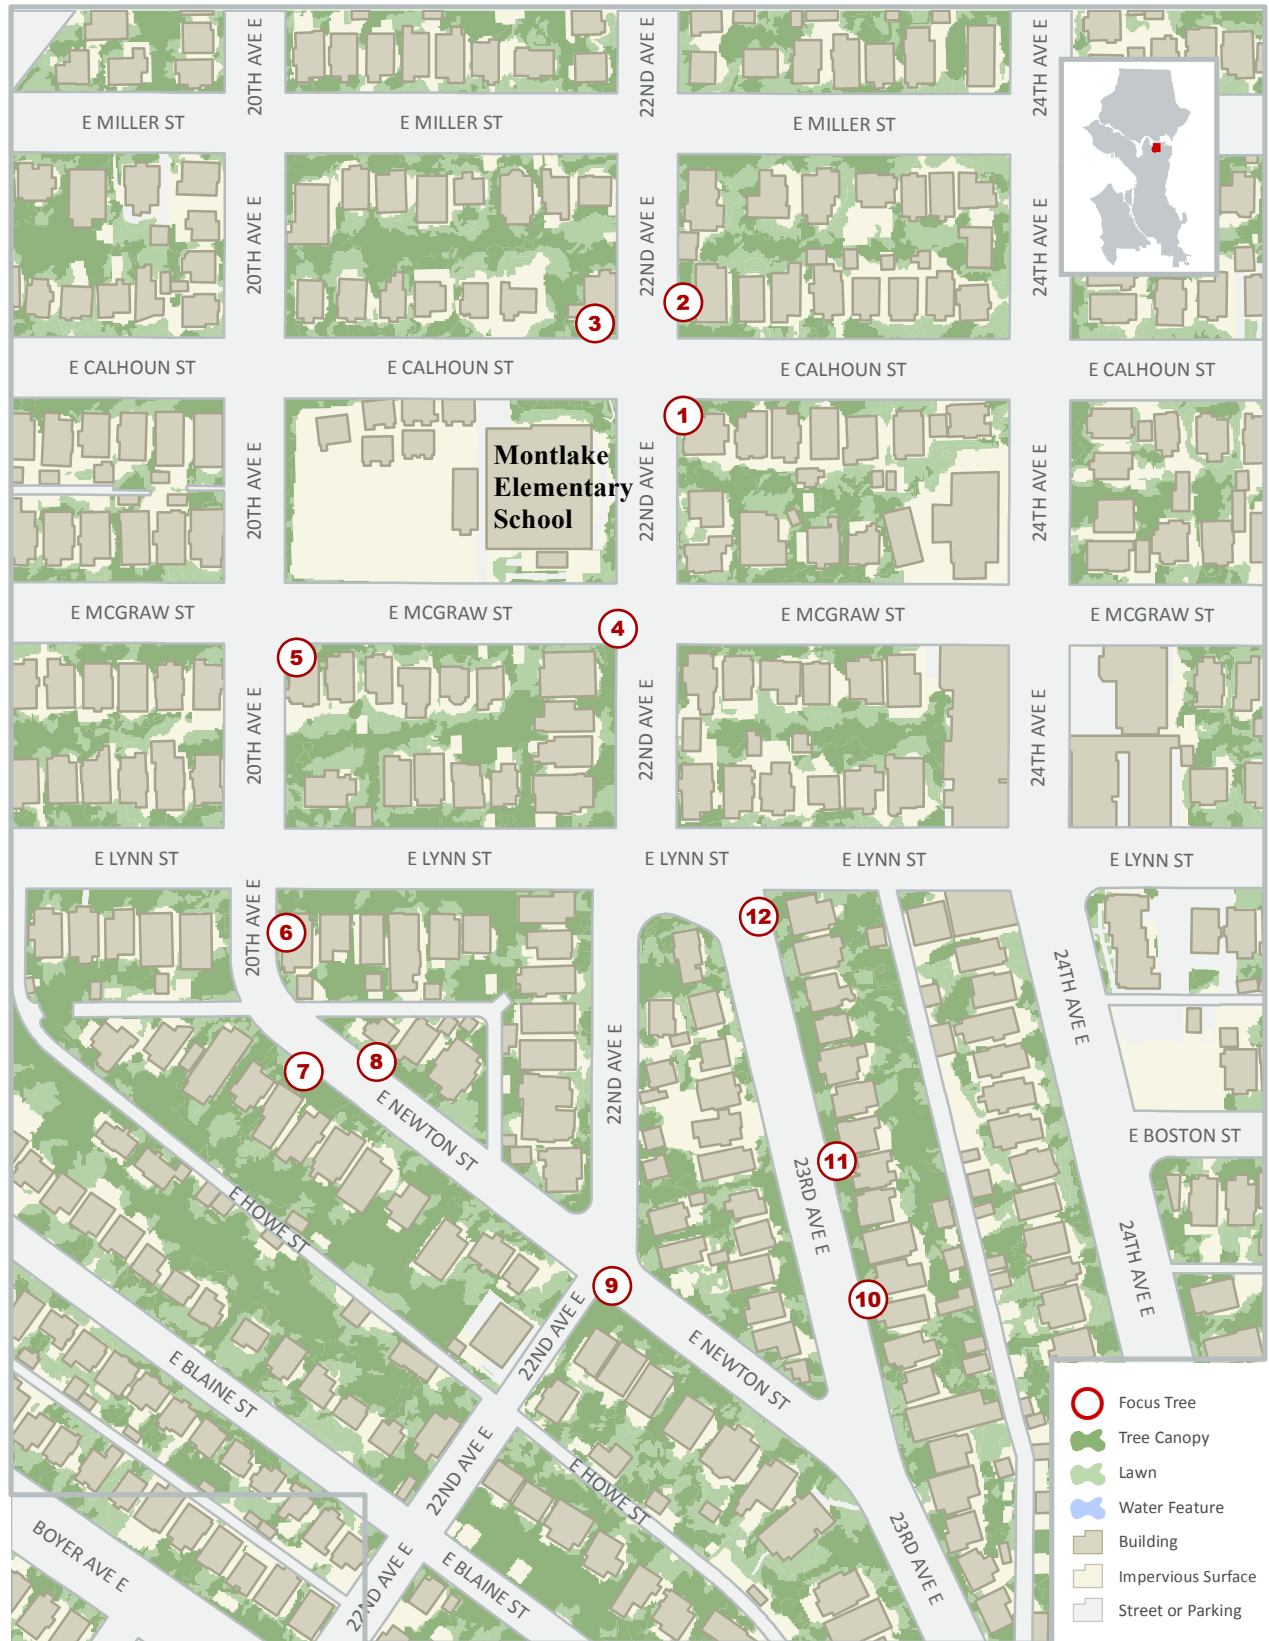 20TH AVE E
22ND AVE E
24TH AVE E
E MILLER ST
E MILLER ST
E MILLER ST
20TH AVE E
22ND AVE E
24TH AVE E
2
3
E CALHOUN ST
E CALHOUN ST
E CALHOUN ST
E CALHOUN ST
1
20TH AVE E
Montlake
Elementary
School
22ND AVE E
24TH AVE E
E MCGRAW ST
E MCGRAW ST
E MCGRAW ST
E MCGRAW ST
4
5
20TH AVE E
22ND AVE E
24TH AVE E
E LYNN ST
E LYNN ST
E LYNN ST
E LYNN ST
E LYNN ST
20TH AVE E
6
12
24TH AVE E
7
8
22ND AVE E
E NEWTON ST
E BOSTON ST
11
23RD AVE E
E HOWE ST
24TH AVE E
9
10
22ND AVE E
E NEWTON ST
E BLAINE ST
22ND AVE E
E HOWE ST
23RD AVE E
BOYER AVE E
22ND AVE E
E BLAINE ST
Focus Tree
Tree Canopy
Lawn
Water Feature
Building
Impervious Surface
Street or Parking